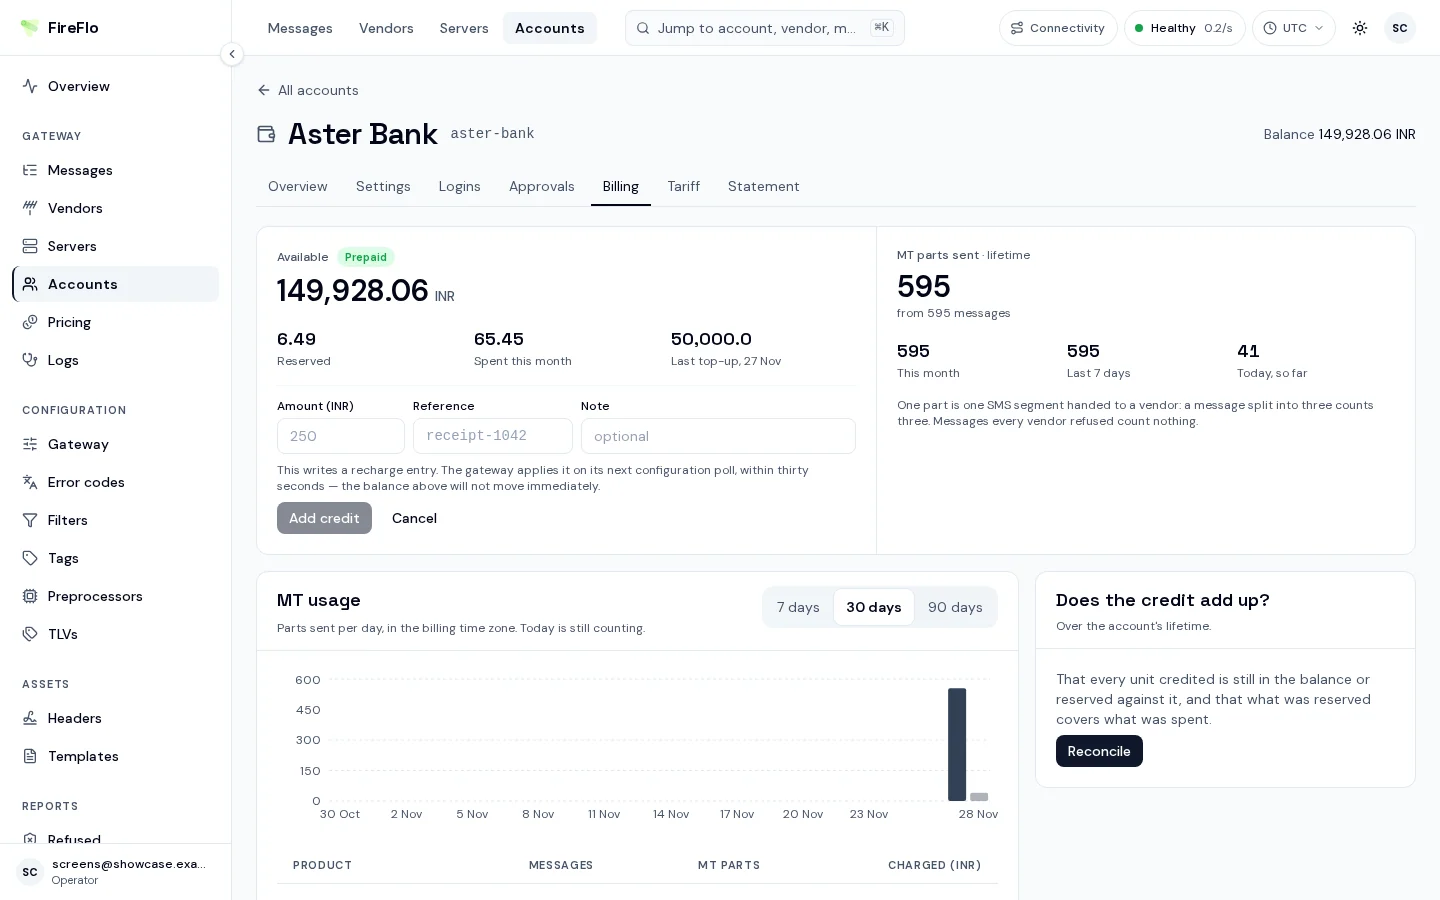 FireFlo
Messages
Vendors
Servers
Accounts
Jump to account, vendor, m...
⌘K
Connectivity
Healthy 0.2/s
UTC
SC
Overview
GATEWAY
Messages
Vendors
Servers
Accounts
Pricing
Logs
CONFIGURATION
Gateway
Error codes
Filters
Tags
Preprocessors
TLVs
ASSETS
Headers
Templates
REPORTS
Refused
SC
screens@showcase.exa...
Operator
All accounts
Aster Bank aster-bank
Balance 149,928.06 INR
Overview
Settings
Logins
Approvals
Billing
Tariff
Statement
Available Prepaid
149,928.06 INR
6.49
Reserved
65.45
Spent this month
50,000.0
Last top-up, 27 Nov
Amount (INR)
250
Reference
receipt-1042
Note
optional
This writes a recharge entry. The gateway applies it on its next configuration poll, within thirty
seconds — the balance above will not move immediately.
Add credit
Cancel
MT parts sent · lifetime
595
from 595 messages
595
This month
595
Last 7 days
41
Today, so far
One part is one SMS segment handed to a vendor: a message split into three counts
three. Messages every vendor refused count nothing.
MT usage
Parts sent per day, in the billing time zone. Today is still counting.
7 days
30 days
90 days
600
450
300
150
0
30 Oct
2 Nov
5 Nov
8 Nov
11 Nov
14 Nov
17 Nov
20 Nov
23 Nov
28 Nov
PRODUCT
MESSAGES
MT PARTS
CHARGED (INR)
Does the credit add up?
Over the account's lifetime.
That every unit credited is still in the balance or
reserved against it, and that what was reserved
covers what was spent.
Reconcile